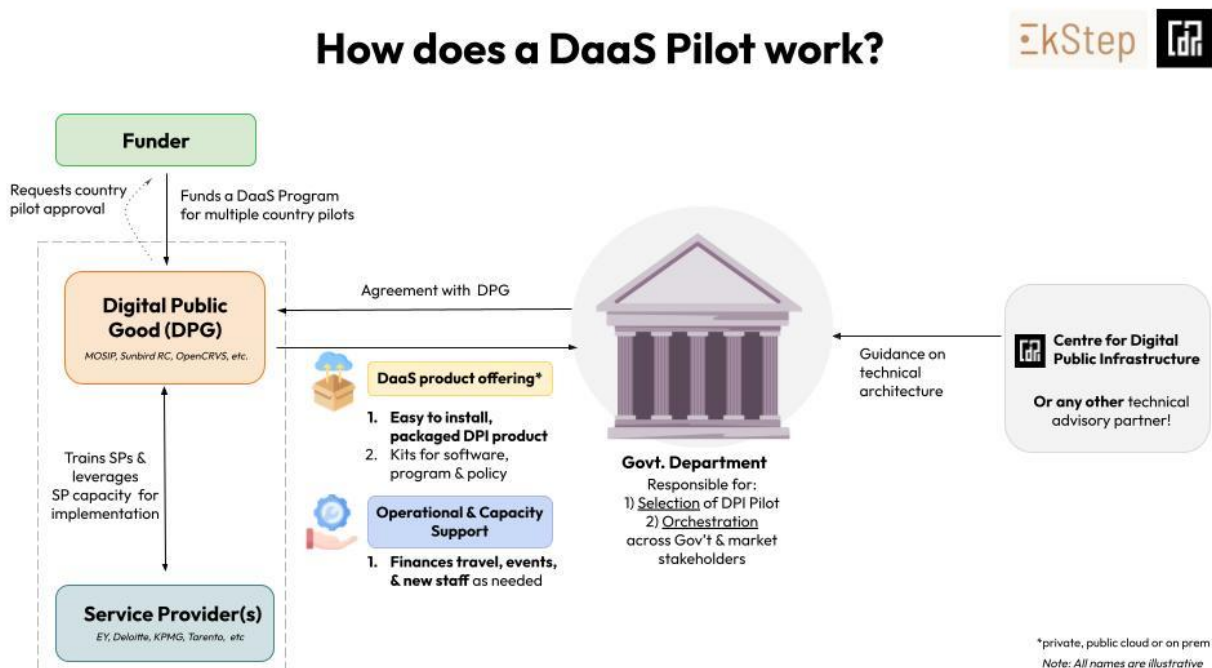 How does a DaaS Pilot work?
EkStep
cdpi
Funder
Requests country
pilot approval
Funds a DaaS Program
for multiple country pilots
Digital Public
Good (DPG)
MOSIP, Sunbird RC, OpenCRVS, etc.
Agreement with DPG
DaaS product offering*
1. Easy to install,
packaged DPI product
2. Kits for software,
program & policy
Operational & Capacity
Support
1. Finances travel, events,
& new staff as needed
Trains SPs &
leverages
SP capacity for
implementation
Service Provider(s)
EY, Deloitte, KPMG, Tarento, etc
Govt. Department
Responsible for:
1) Selection of DPI Pilot
2) Orchestration
across Gov't & market
stakeholders
Guidance on
technical
architecture
cdpi
Centre for Digital
Public Infrastructure
Or any other technical
advisory partner!
*private, public cloud or on prem
Note: All names are illustrative